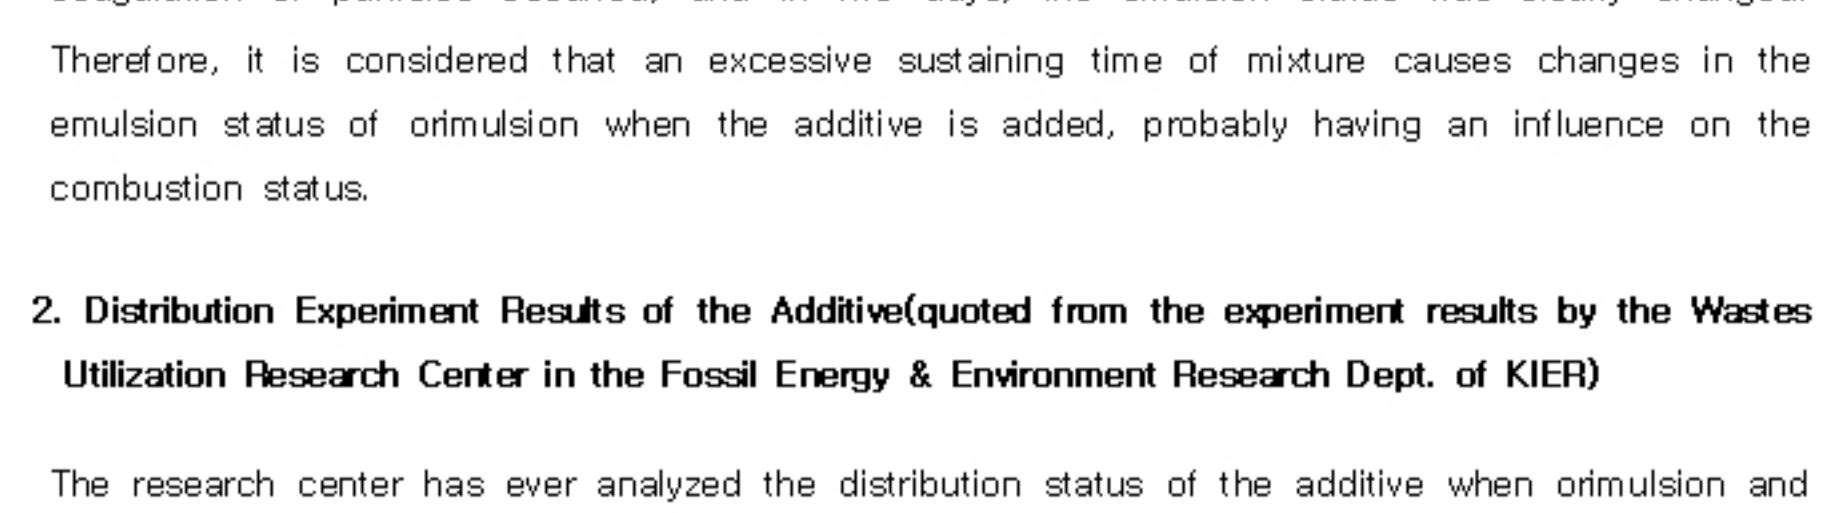 Therefore, it is considered that an excessive sustaining time of mixture causes changes in the
emulsion status of orimulsion when the additive is added, probably having an influence on the
combustion status.
2. Distribution Experiment Results of the Additive(quoted from the experiment results by the Wastes
Utilization Research Center in the Fossil Energy & Environment Research Dept. of KIER)
The research center has ever analyzed the distribution status of the additive when orimulsion and